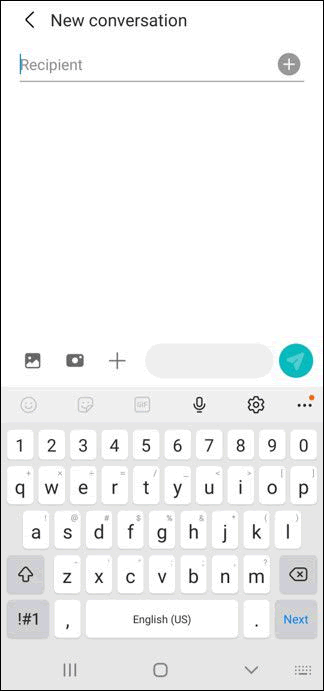 New conversation
Recipient
GIF
1 2 3 4 5 6 7 8 9 0
q w e r t y u i o p
a s d f g h j k l
z x c v b n m
!#1 , English (US) . Next